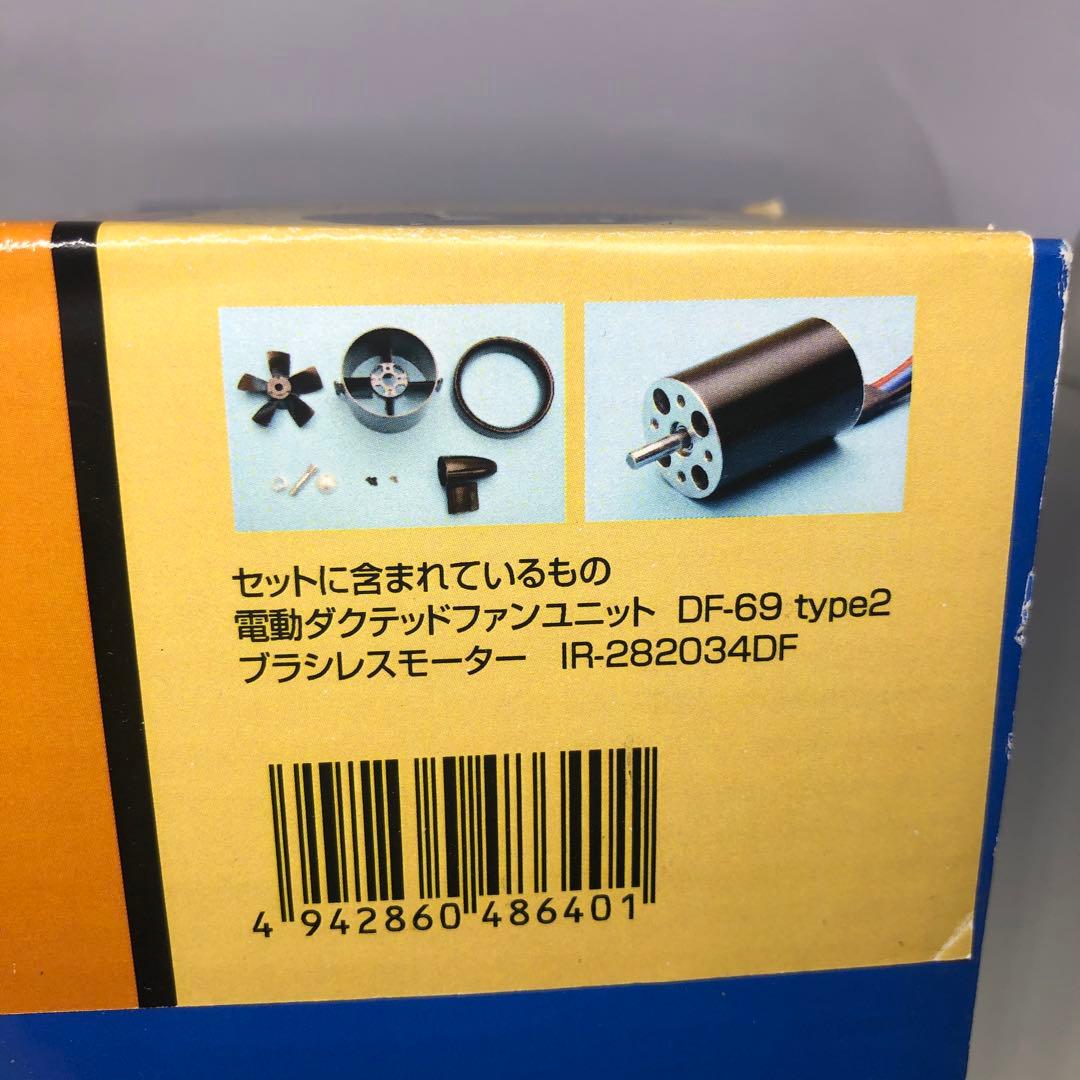 セットに含まれているもの
電動ダクテッドファンユニット DF-69 type2
ブラシレスモーター IR-282034DF
4 942860 486401